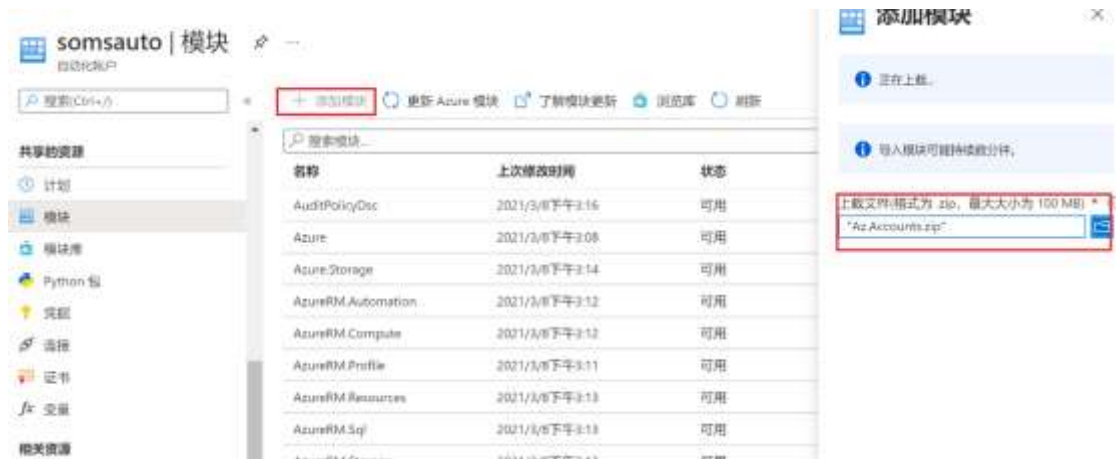 somsauto | 模块
自动化帐户
搜索(Ctrl+/)
«
共享的资源
计划
模块
模块库
Python 包
凭据
连接
证书
fx 变量
相关资源
+ 添加模块 更新 Azure 模块 了解模块更新 浏览库 刷新
搜索模块...
名称 上次修改时间 状态
AuditPolicyDsc 2021/3/8下午3:16 可用
Azure 2021/3/8下午3:08 可用
Azure.Storage 2021/3/8下午3:14 可用
AzureRM.Automation 2021/3/8下午3:12 可用
AzureRM.Compute 2021/3/8下午3:12 可用
AzureRM.Profile 2021/3/8下午3:11 可用
AzureRM.Resources 2021/3/8下午3:13 可用
AzureRM.Sql 2021/3/8下午3:13 可用
添加模块
正在上载。
导入模块可能持续数分钟。
上载文件(格式为 .zip，最大大小为 100 MB) *
"Az.Accounts.zip"